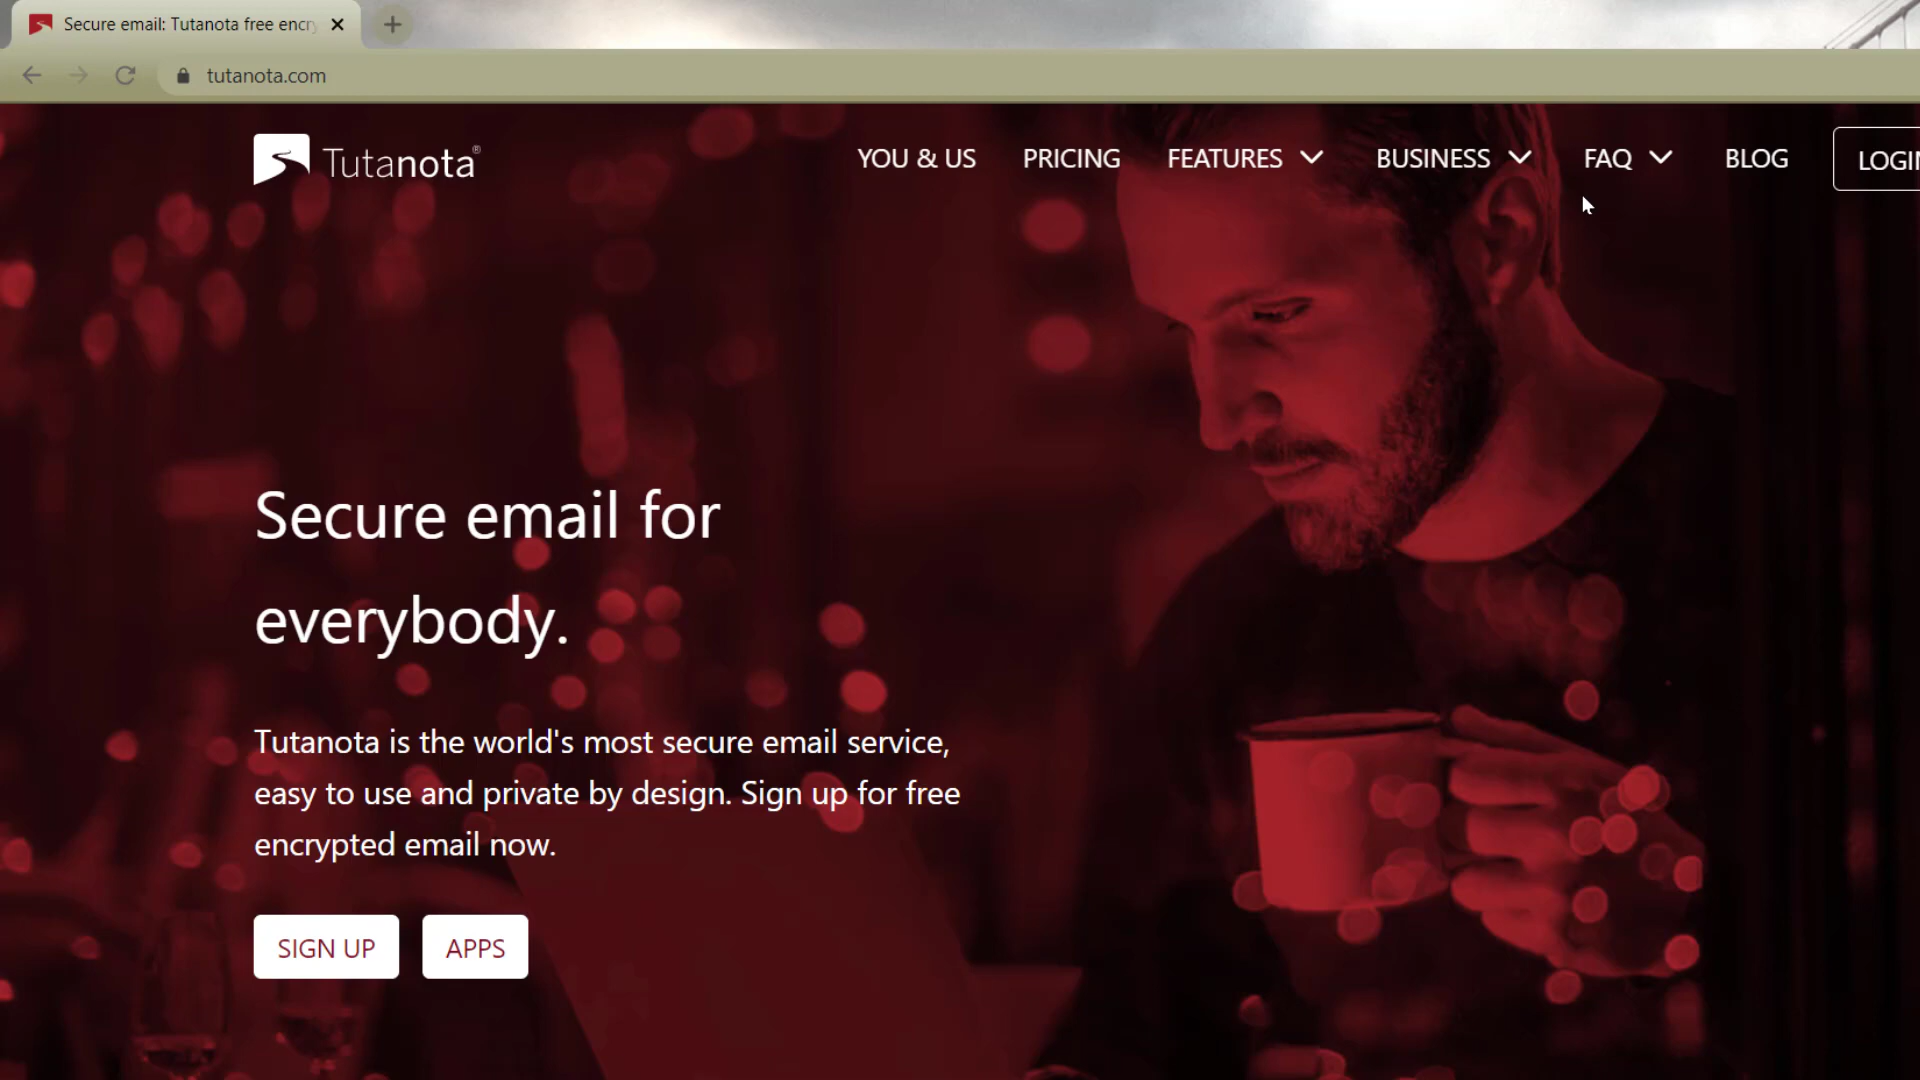 Secure email: Tutanota free encr
tutanota.com
Tutanota®
YOU & US PRICING FEATURES BUSINESS FAQ BLOG LOGIN
Secure email for
everybody.
Tutanota is the world's most secure email service,
easy to use and private by design. Sign up for free
encrypted email now.
SIGN UP APPS